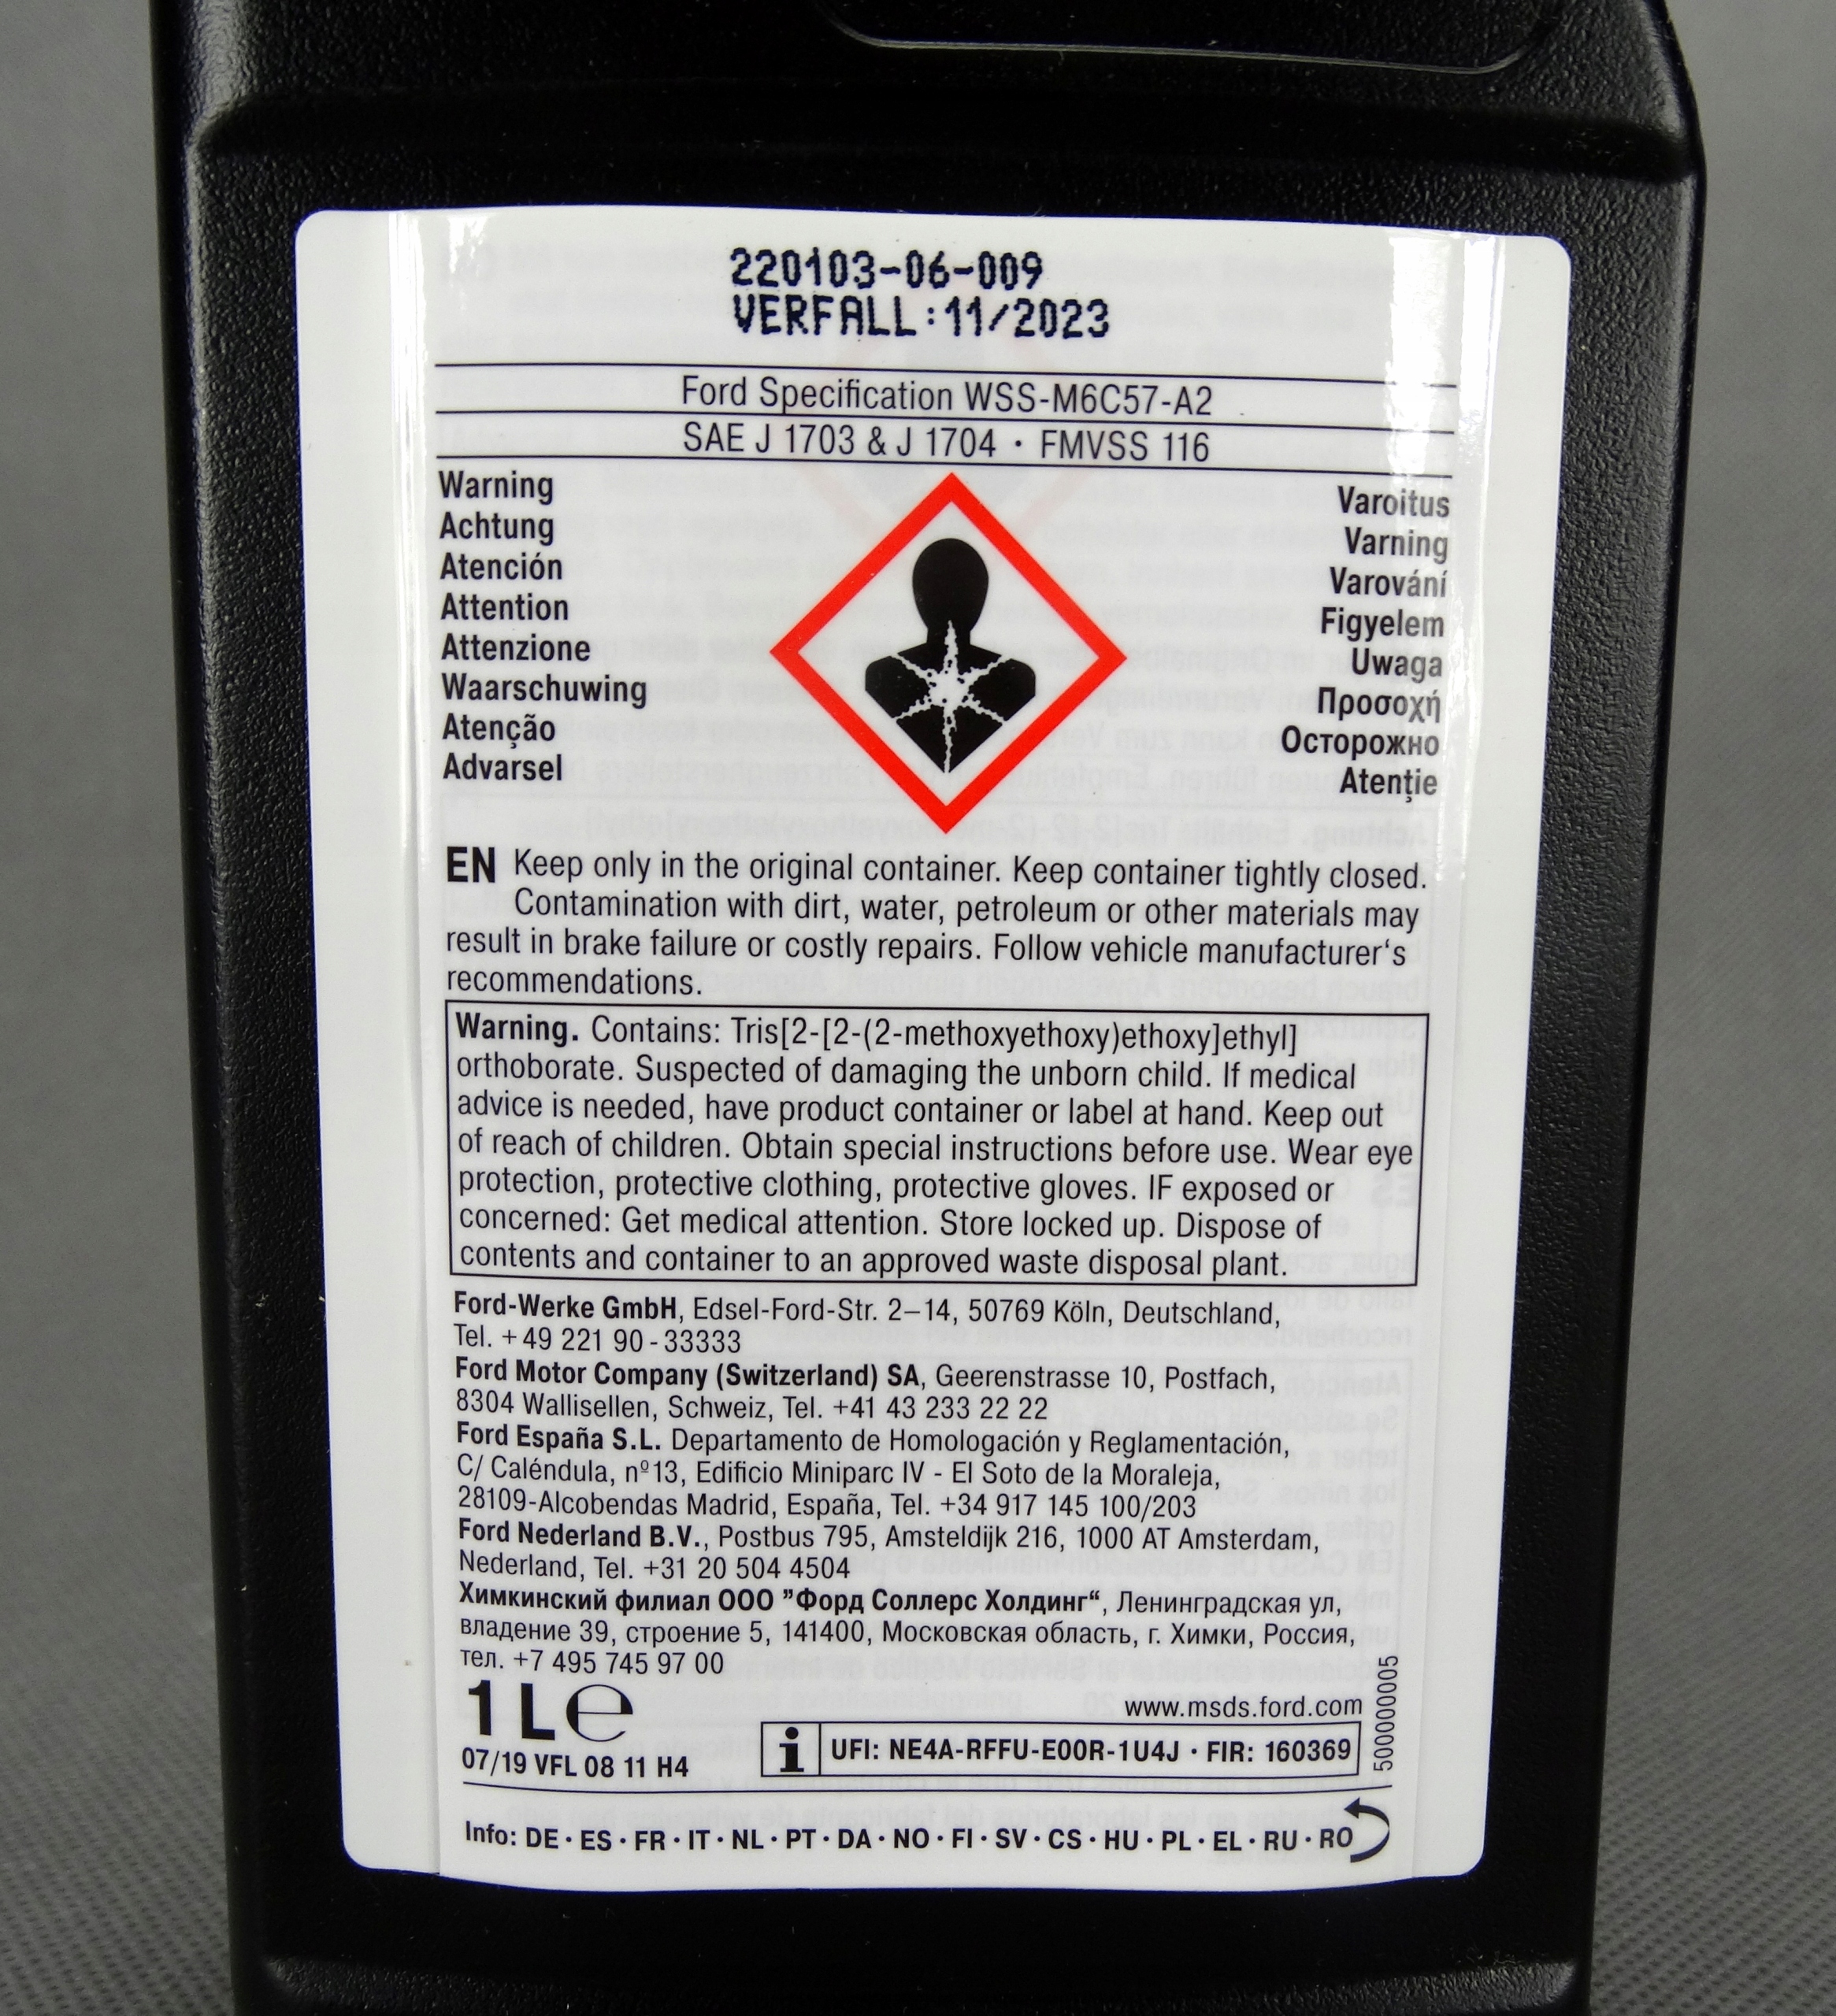 220103-06-009
VERFALL:11/2023
Ford Specification WSS-M6C57-A2
SAE J 1703 & J 1704 · FMVSS 116
Warning
Achtung
Atención
Attention
Attenzione
Waarschuwing
Atenção
Advarsel
Varoitus
Varning
Varování
Figyelem
Uwaga
Προσοχή
Осторожно
Atenție
EN Keep only in the original container. Keep container tightly closed.
Contamination with dirt, water, petroleum or other materials may
result in brake failure or costly repairs. Follow vehicle manufacturer‘s
recommendations.
Warning. Contains: Tris[2-[2-(2-methoxyethoxy)ethoxy]ethyl]
orthoborate. Suspected of damaging the unborn child. If medical
advice is needed, have product container or label at hand. Keep out
of reach of children. Obtain special instructions before use. Wear eye
protection, protective clothing, protective gloves. IF exposed or
concerned: Get medical attention. Store locked up. Dispose of
contents and container to an approved waste disposal plant.
Ford-Werke GmbH, Edsel-Ford-Str. 2–14, 50769 Köln, Deutschland,
Tel. +49 221 90-33333
Ford Motor Company (Switzerland) SA, Geerenstrasse 10, Postfach,
8304 Wallisellen, Schweiz, Tel. +41 43 233 22 22
Ford España S.L. Departamento de Homologación y Reglamentación,
C/ Caléndula, nº13, Edificio Miniparc IV - El Soto de la Moraleja,
28109-Alcobendas Madrid, España, Tel. +34 917 145 100/203
Ford Nederland B.V., Postbus 795, Amsteldijk 216, 1000 AT Amsterdam,
Nederland, Tel. +31 20 504 4504
Химкинский филиал ООО ”Форд Соллерс Холдинг“, Ленинградская ул,
владение 39, строение 5, 141400, Московская область, г. Химки, Россия,
тел. +7 495 745 97 00
1 L e
07/19 VFL 08 11 H4
www.msds.ford.com
i UFI: NE4A-RFFU-E00R-1U4J · FIR: 160369
500000005
Info: DE · ES · FR · IT · NL · PT · DA · NO · FI · SV · CS · HU · PL · EL · RU · RO